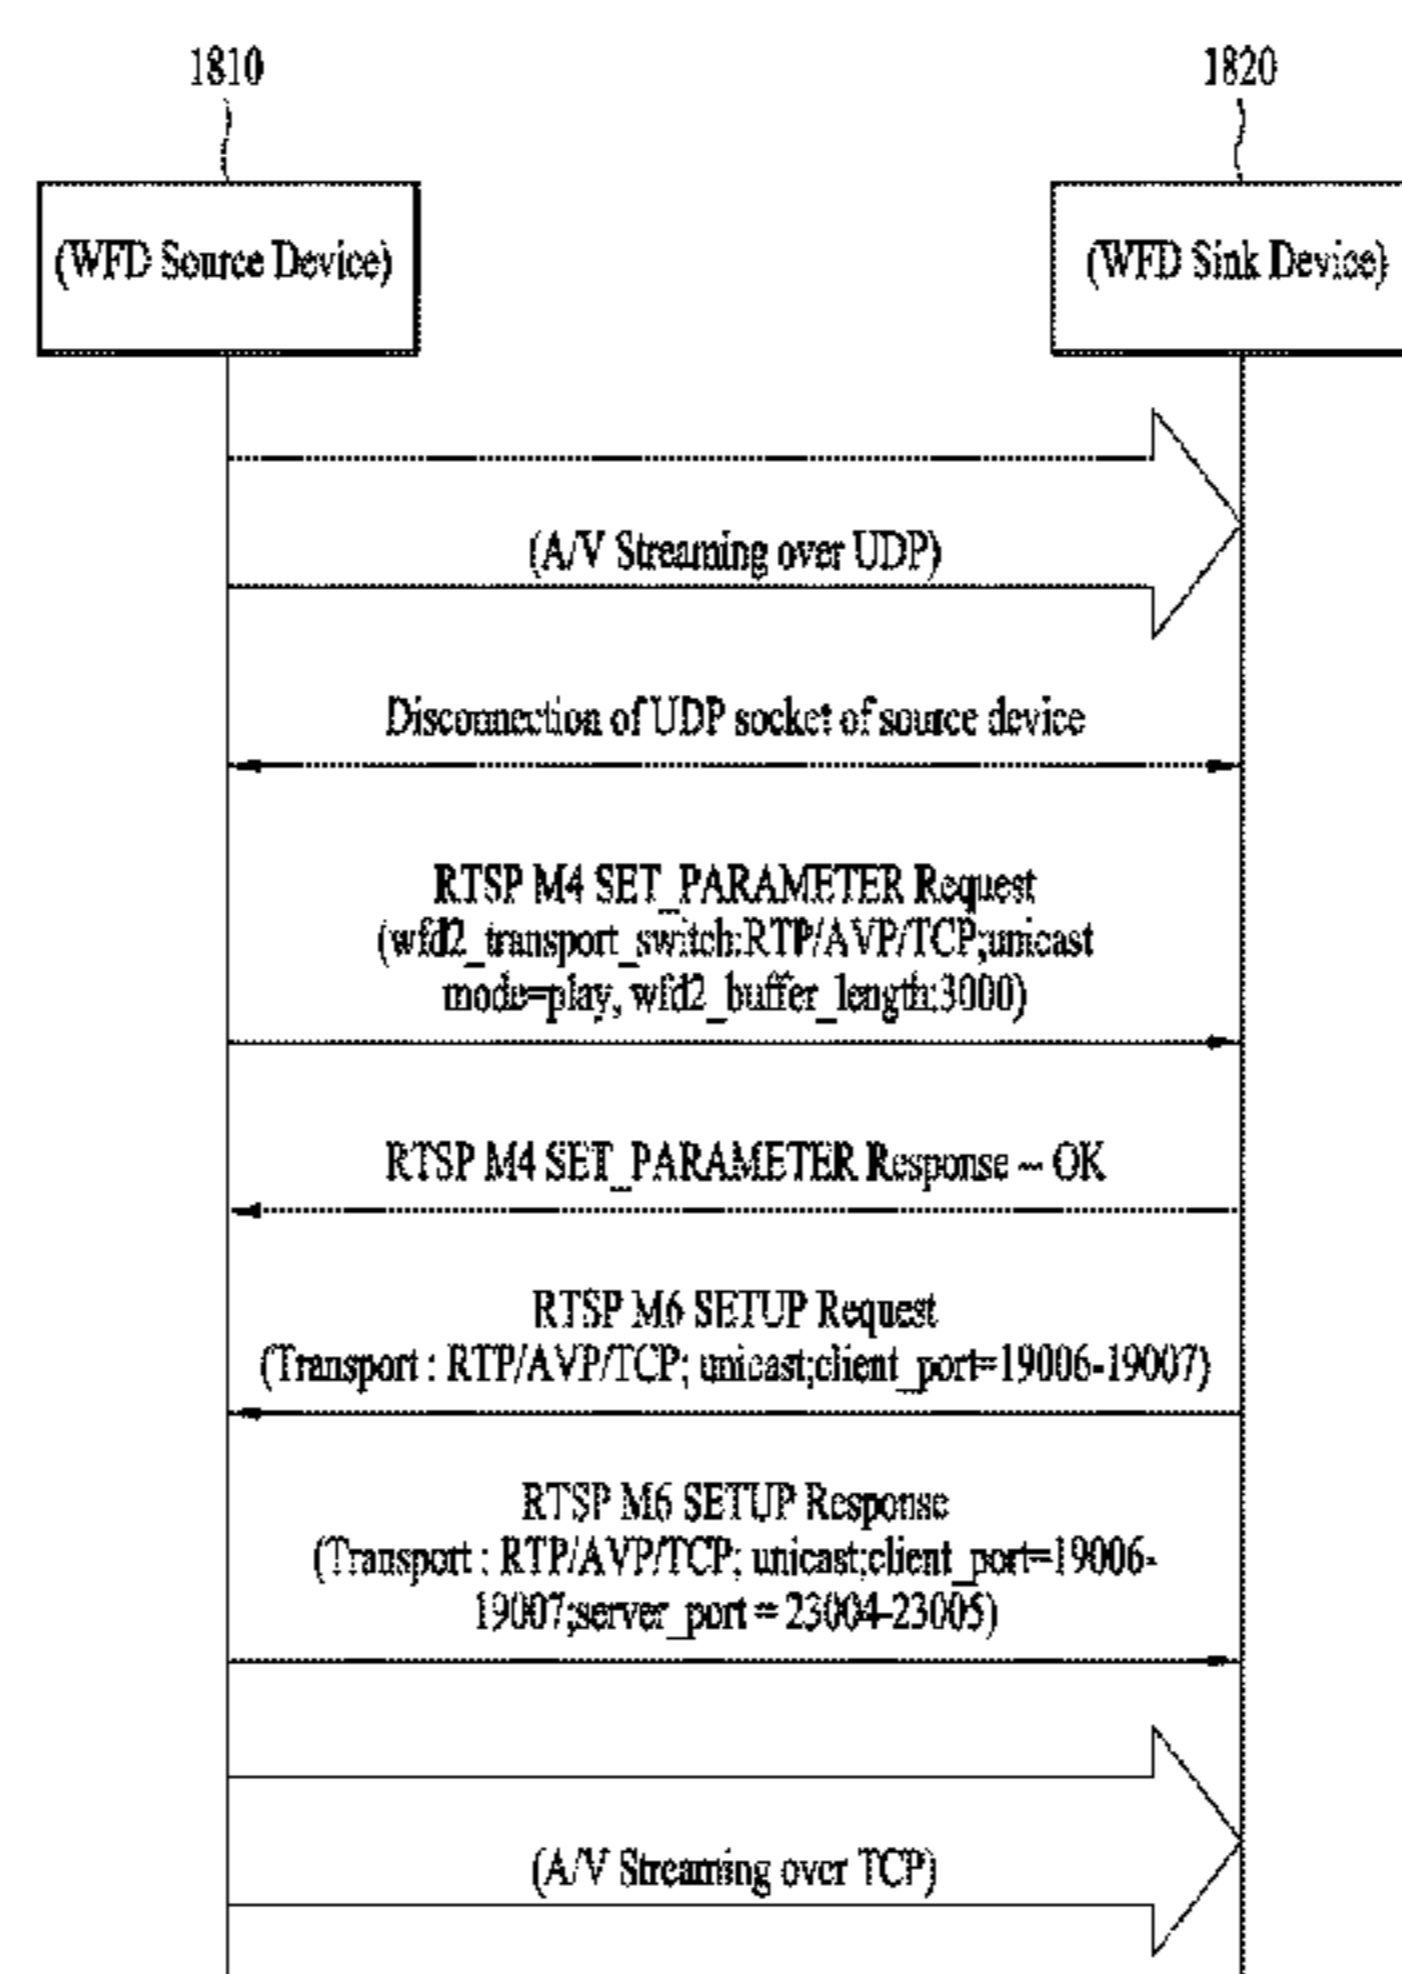 1810
1820
(WFD Source Device)
(WFD Sink Device)
(A/V Streaming over UDP)
Disconnection of UDP socket of source device
RTSP M4 SET_PARAMETER Request
(wfd2_transport_switch:RTP/AVP/TCP;unicast
mode=play, wfd2_buffer_length:3000)
RTSP M4 SET_PARAMETER Response -- OK
RTSP M6 SETUP Request
(Transport : RTP/AVP/TCP; unicast;client_port=19006-19007)
RTSP M6 SETUP Response
(Transport : RTP/AVP/TCP; unicast;client_port=19006-
19007;server_port = 23004-23005)
(A/V Streaming over TCP)